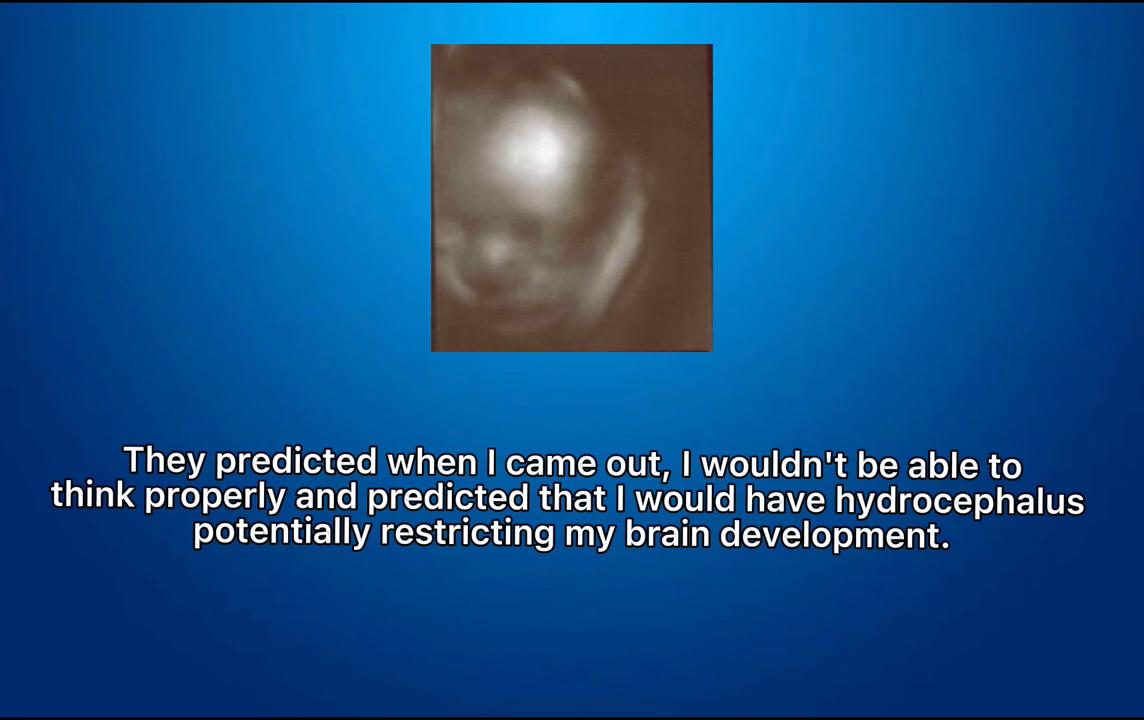 They predicted when I came out, I wouldn't be able to
think properly and predicted that I would have hydrocephalus
potentially restricting my brain development.